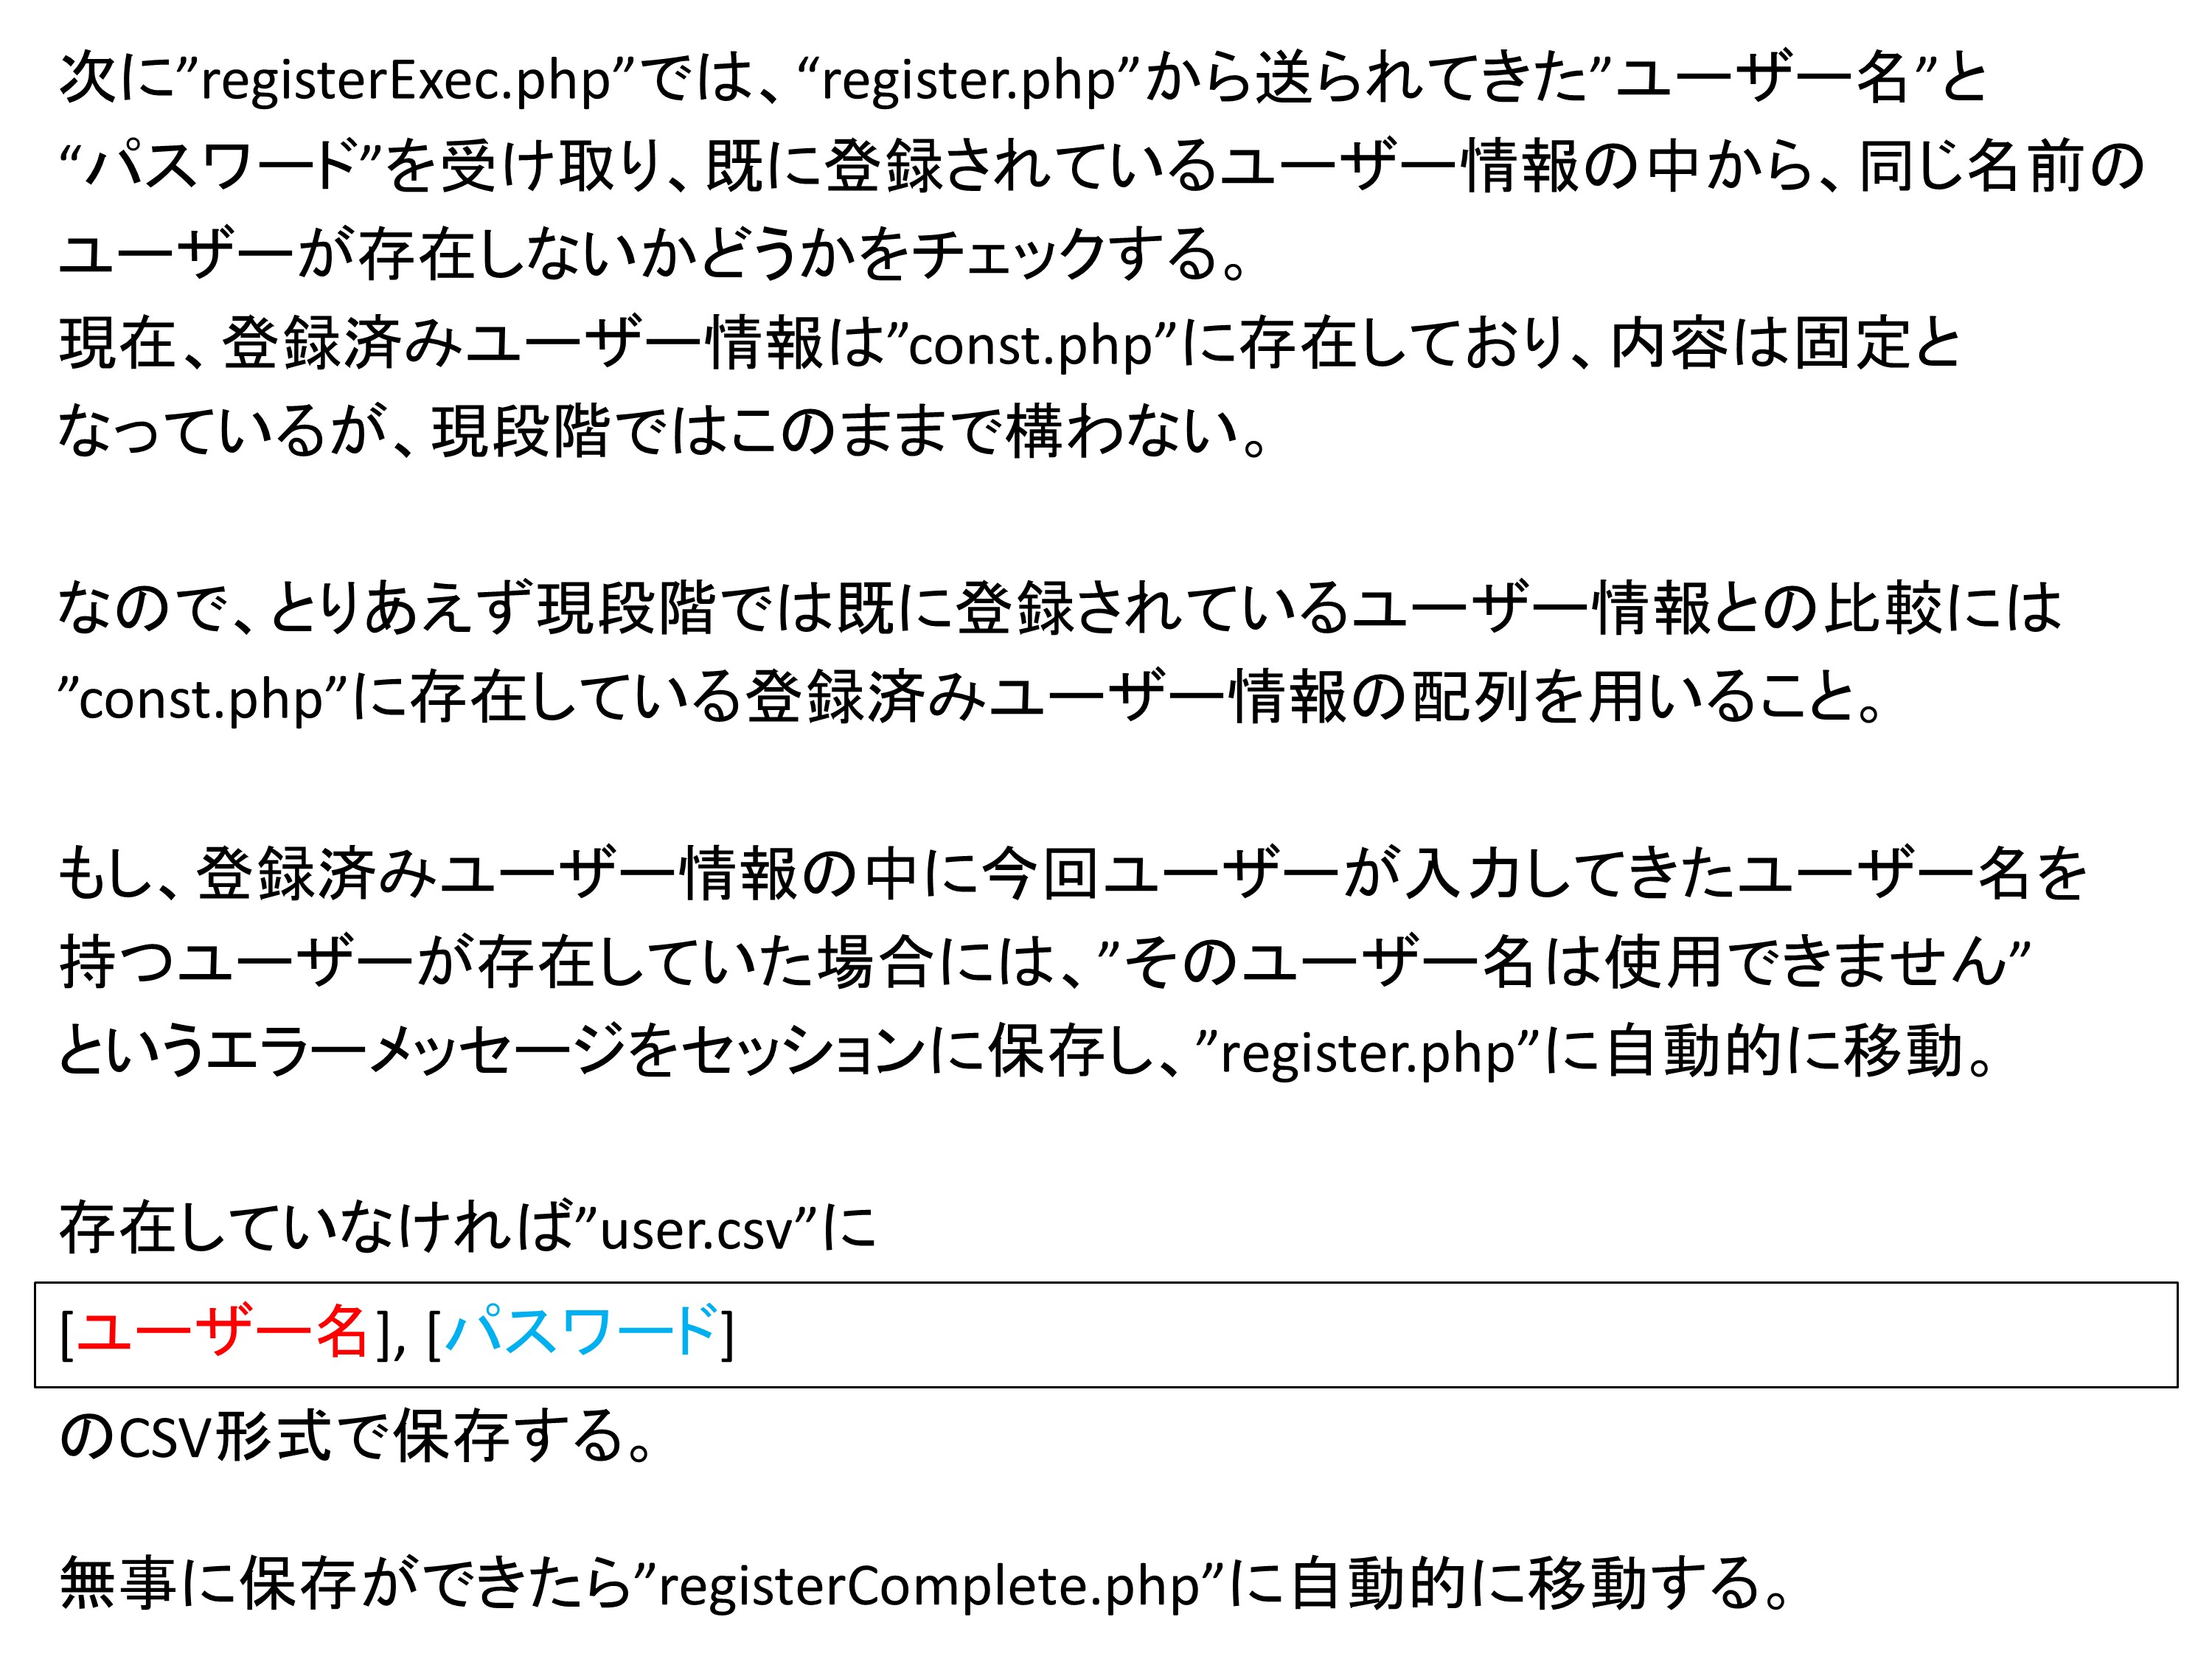 次に”registerExec.php”では、“register.php”から送られてきた”ユーザー名”と
“パスワード”を受け取り、既に登録されているユーザー情報の中から、同じ名前の
ユーザーが存在しないかどうかをチェックする。
現在、登録済みユーザー情報は”const.php”に存在しており、内容は固定と
なっているが、現段階ではこのままで構わない。
なので、とりあえず現段階では既に登録されているユーザー情報との比較には
”const.php”に存在している登録済みユーザー情報の配列を用いること。
もし、登録済みユーザー情報の中に今回ユーザーが入力してきたユーザー名を
持つユーザーが存在していた場合には、”そのユーザー名は使用できません”
というエラーメッセージをセッションに保存し、”register.php”に自動的に移動。
存在していなければ”user.csv”に
[ユーザー名], [パスワード]
のCSV形式で保存する。
無事に保存ができたら”registerComplete.php”に自動的に移動する。